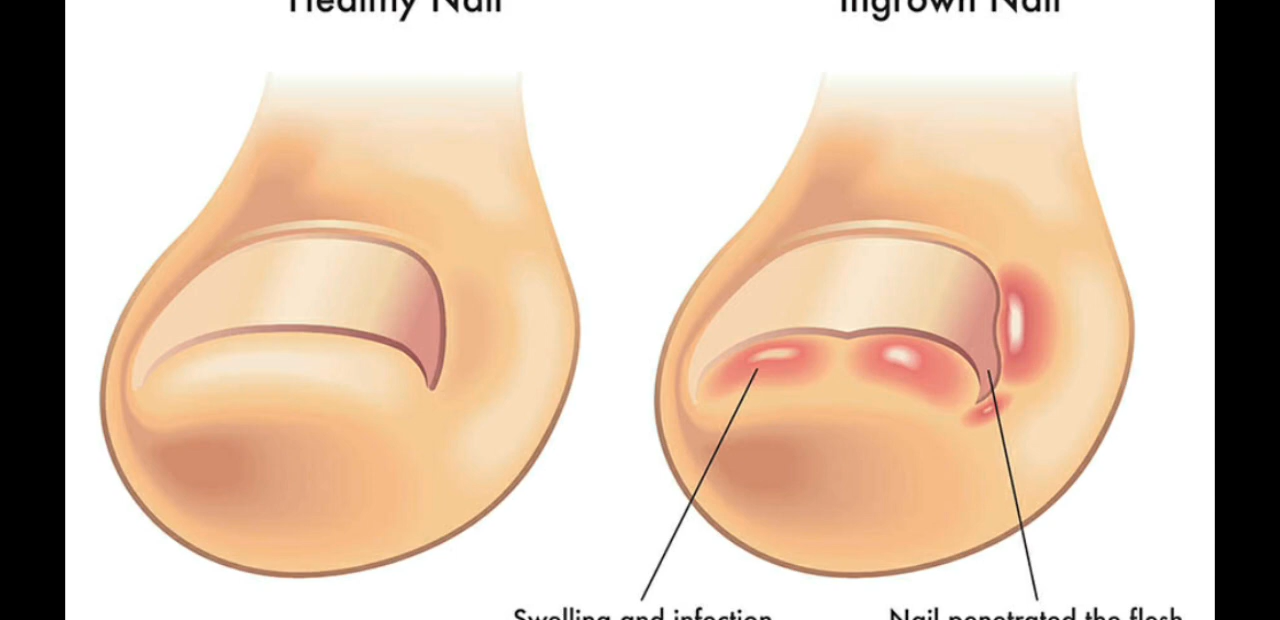 Healthy Nail
Ingrown Nail
Swelling and infection
Nail penetrated the flesh